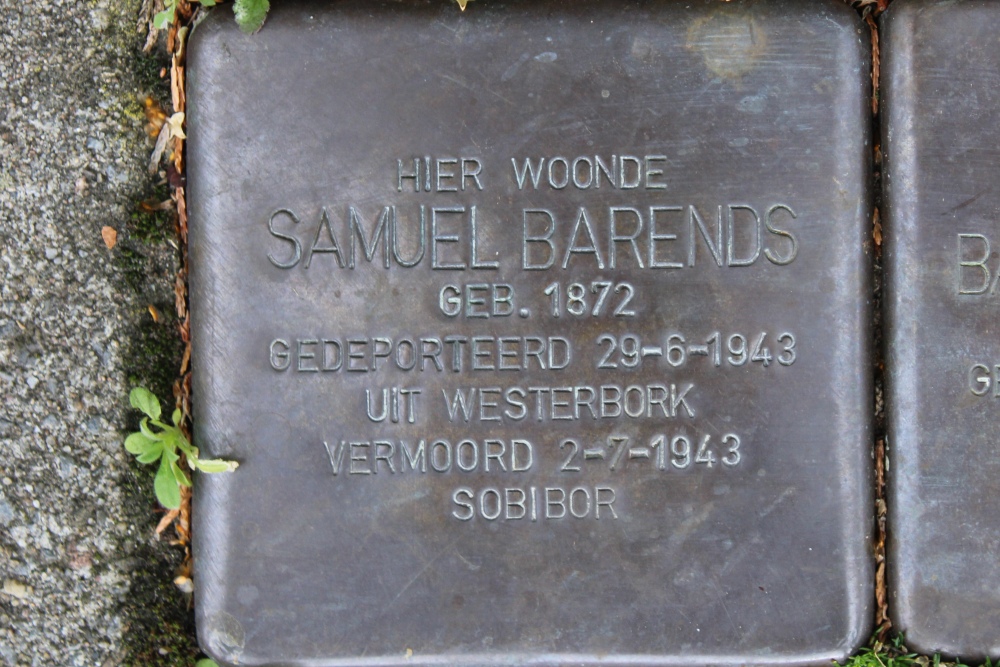 HIER WOONDE
SAMUEL BARENDS
GEB. 1872
GEDEPORTEERD 29-6-1943
UIT WESTERBORK
VERMOORD 2-7-1943
SOBIBOR